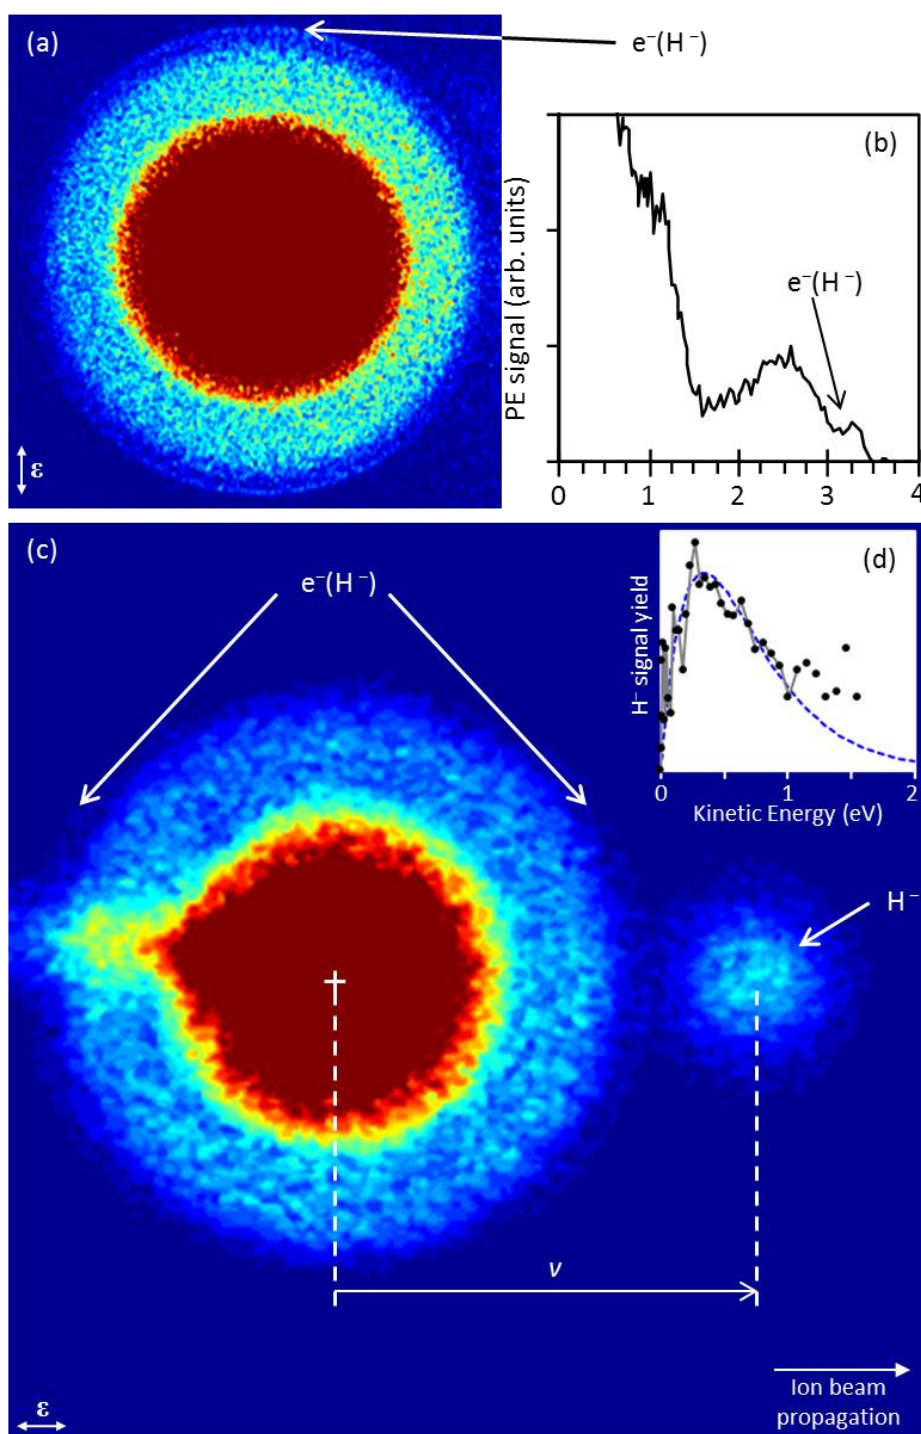 (a)
e⁻(H⁻)
ε
(b)
PE signal (arb. units)
e⁻(H⁻)
0 1 2 3 4
(c)
e⁻(H⁻)
(d)
H⁻ signal yield
0 1 2
Kinetic Energy (eV)
H⁻
v
ε
Ion beam
propagation